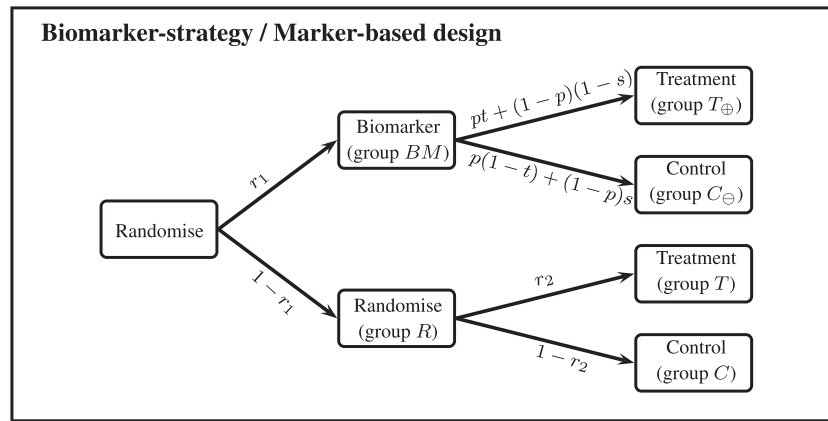 Biomarker-strategy / Marker-based design
Randomise
r₁
1 − r₁
Biomarker
(group BM)
pt + (1 − p)(1 − s)
p(1 − t) + (1 − p)s
Treatment
(group T⊕)
Control
(group C⊖)
Randomise
(group R)
r₂
1 − r₂
Treatment
(group T)
Control
(group C)